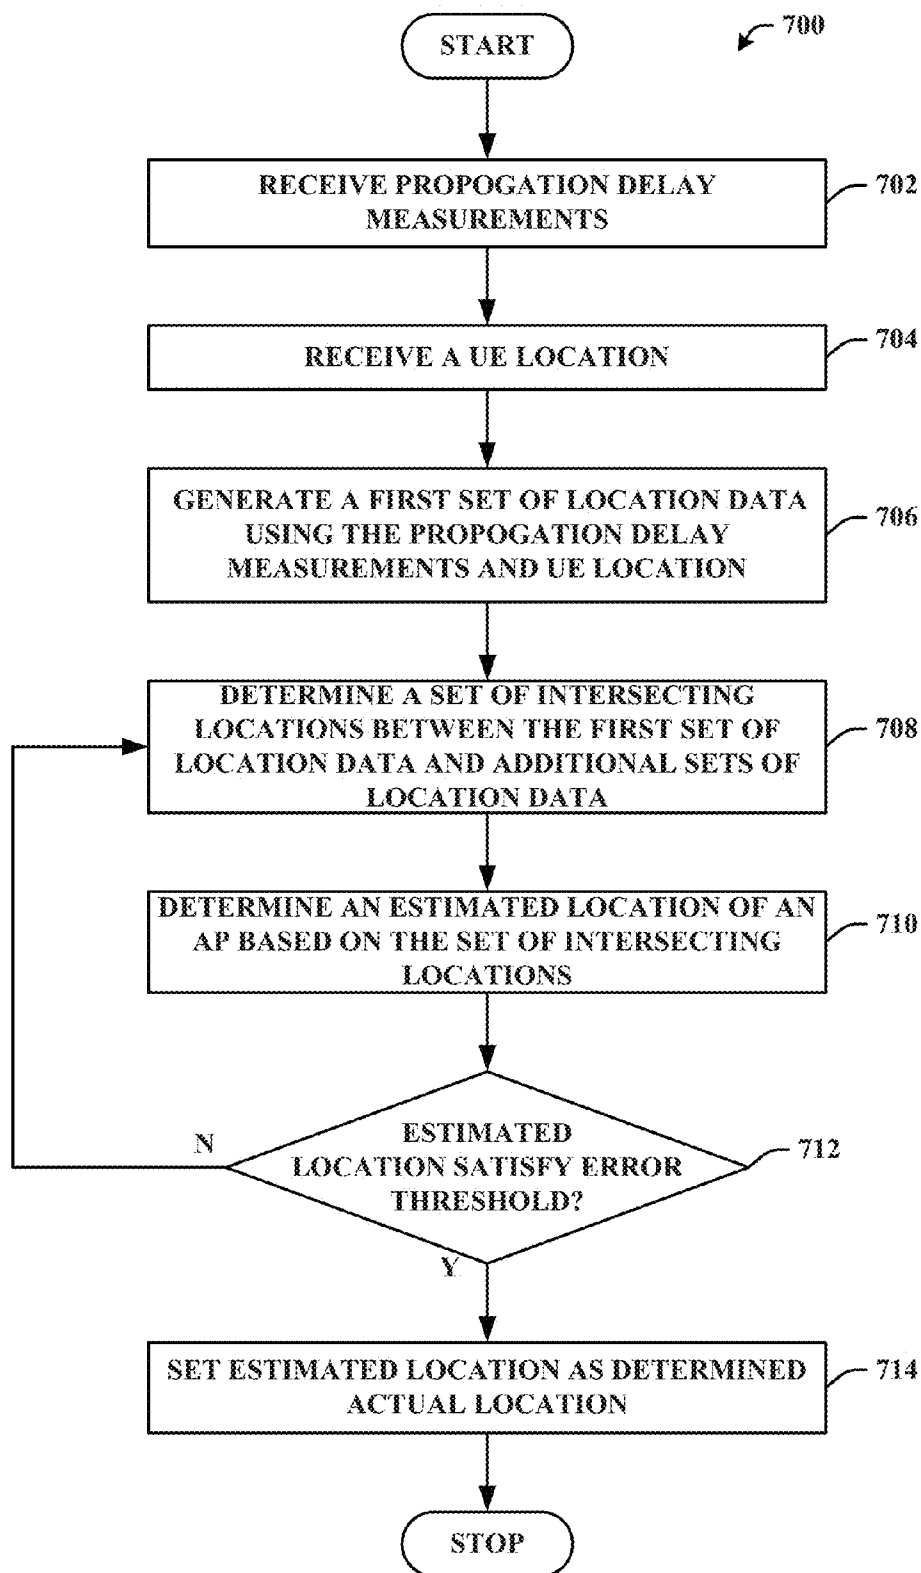 START
700
RECEIVE PROPOGATION DELAY
MEASUREMENTS
702
RECEIVE A UE LOCATION
704
GENERATE A FIRST SET OF LOCATION DATA
USING THE PROPOGATION DELAY
MEASUREMENTS AND UE LOCATION
706
DETERMINE A SET OF INTERSECTING
LOCATIONS BETWEEN THE FIRST SET OF
LOCATION DATA AND ADDITIONAL SETS OF
LOCATION DATA
708
DETERMINE AN ESTIMATED LOCATION OF AN
AP BASED ON THE SET OF INTERSECTING
LOCATIONS
710
N
ESTIMATED
LOCATION SATISFY ERROR
THRESHOLD?
712
Y
SET ESTIMATED LOCATION AS DETERMINED
ACTUAL LOCATION
714
STOP